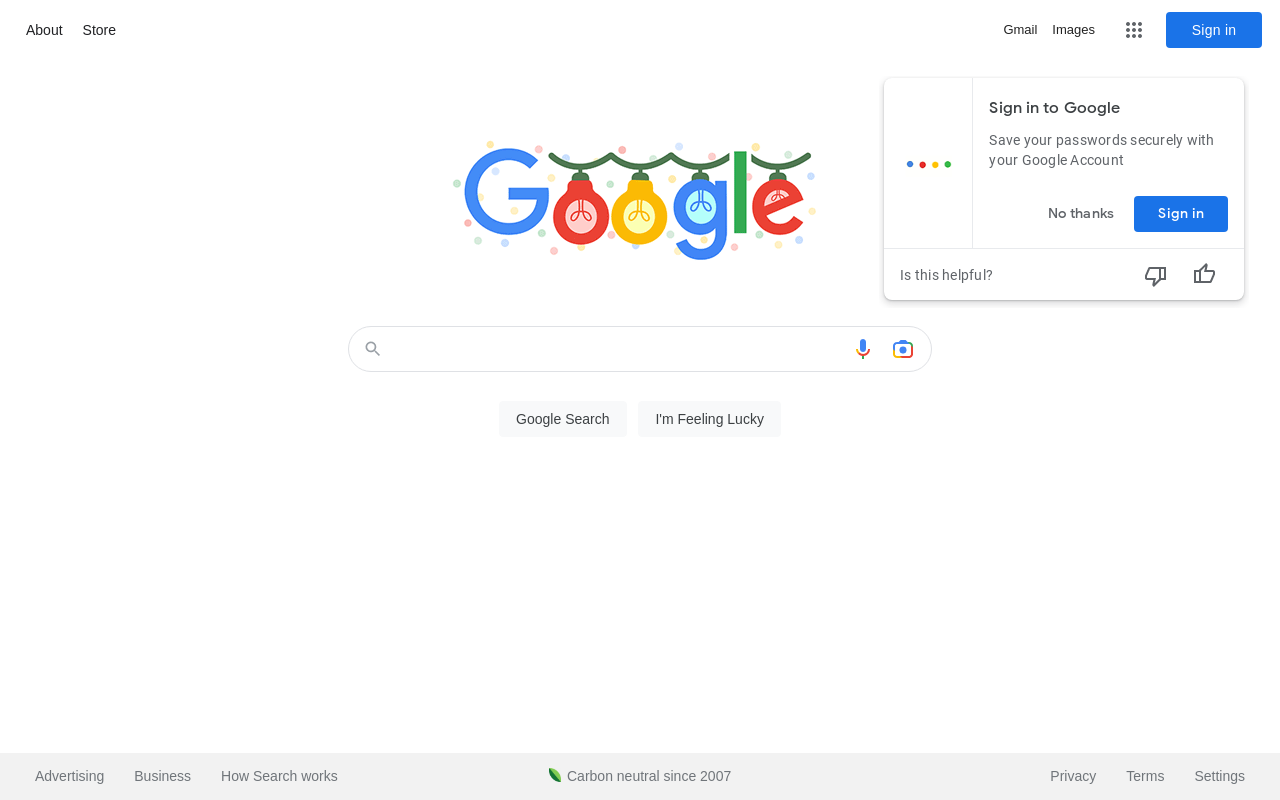 About Store
Gmail Images
Sign in
Google
Sign in to Google
Save your passwords securely with
your Google Account
No thanks Sign in
Is this helpful?
Google Search I'm Feeling Lucky
Advertising Business How Search works
Carbon neutral since 2007
Privacy Terms Settings